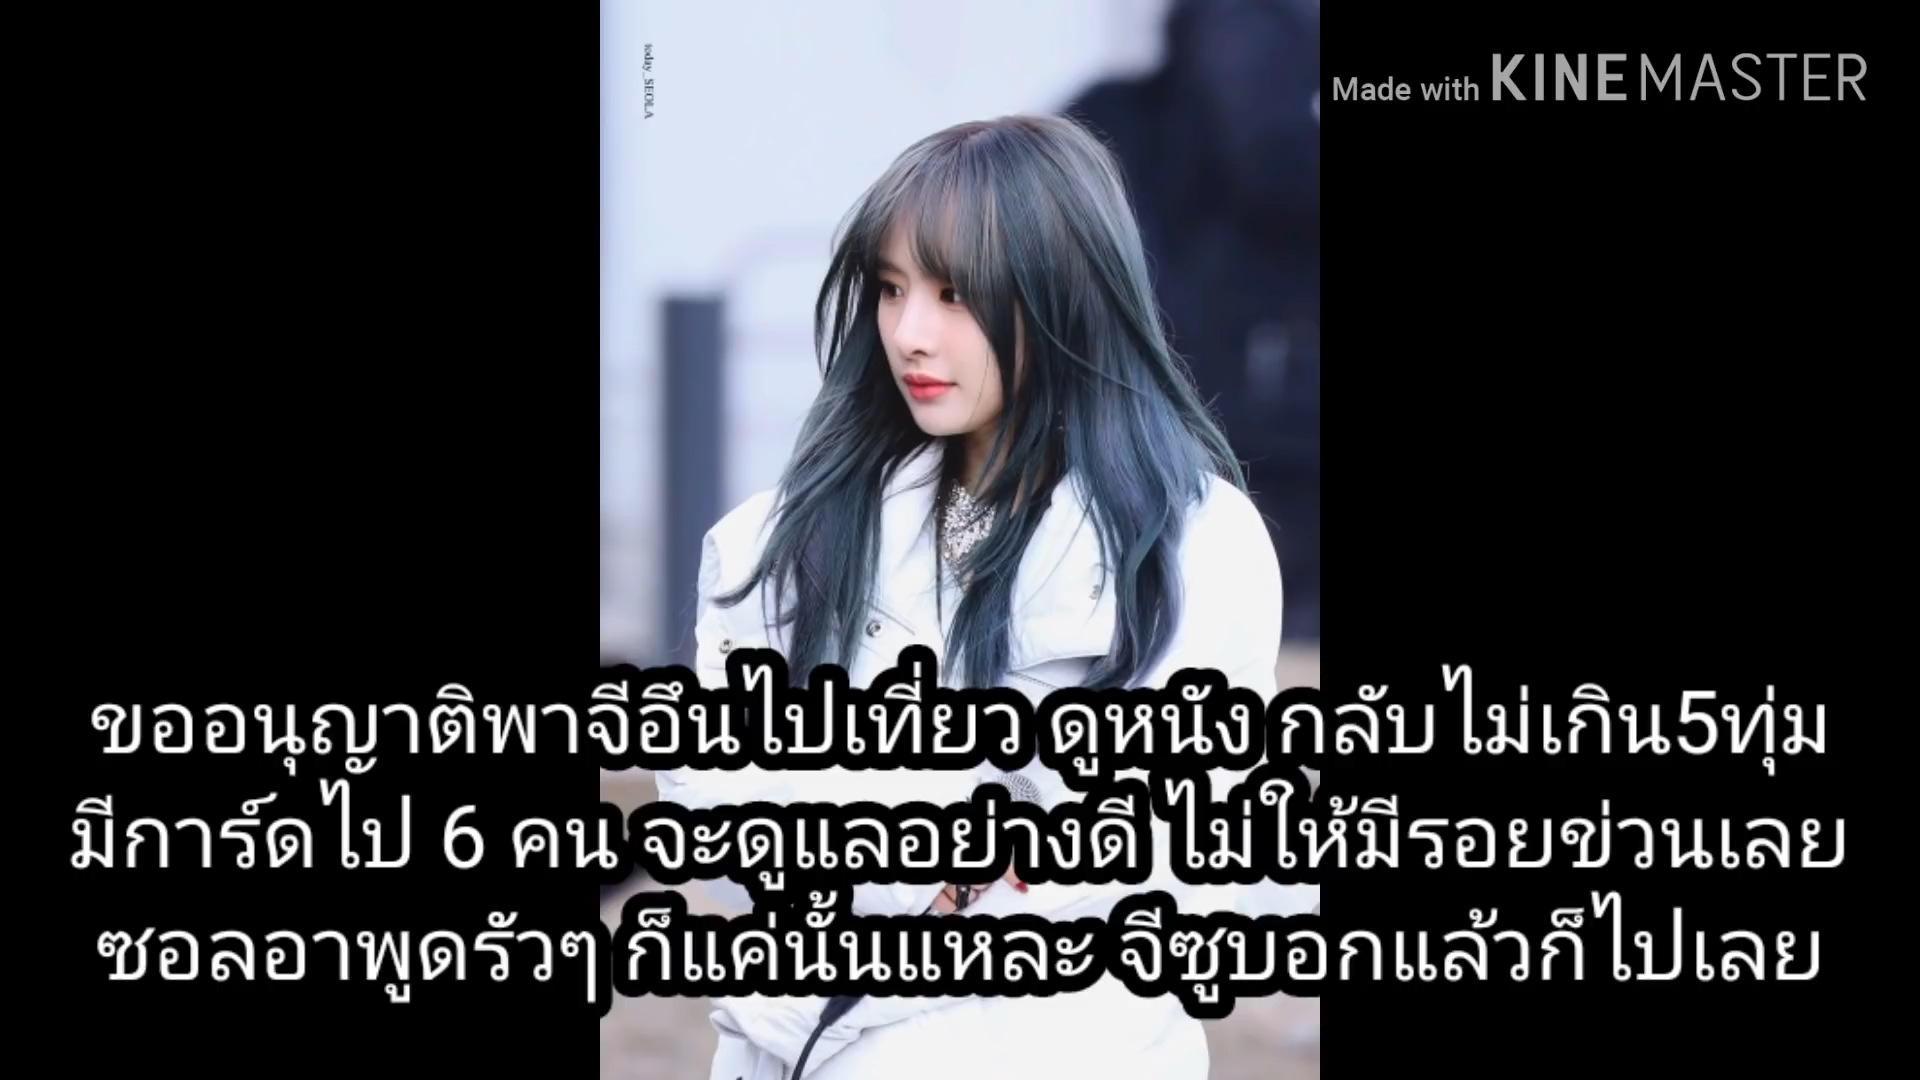 today_SEOLA
Made with KINEMASTER
ขออนุญาติพาจีอึนไปเที่ยว ดูหนัง กลับไม่เกิน5ทุ่ม
มีการ์ดไป 6 คน จะดูแลอย่างดี ไม่ให้มีรอยข่วนเลย
ซอลอาพูดรัวๆ ก็แค่นั้นแหละ จีซูบอกแล้วก็ไปเลย